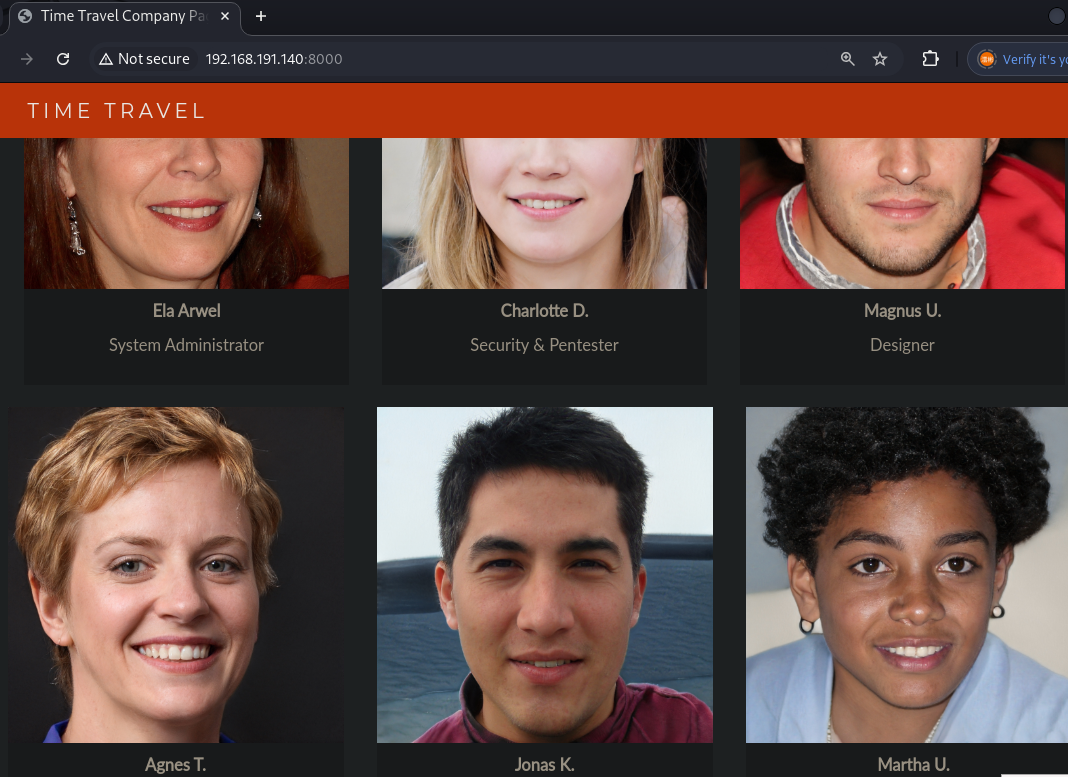 Time Travel Company Pa
Not secure 192.168.191.140:8000
Verify it's yo
TIME TRAVEL
Ela Arwel
Charlotte D.
Magnus U.
System Administrator
Security & Pentester
Designer
Agnes T.
Jonas K.
Martha U.